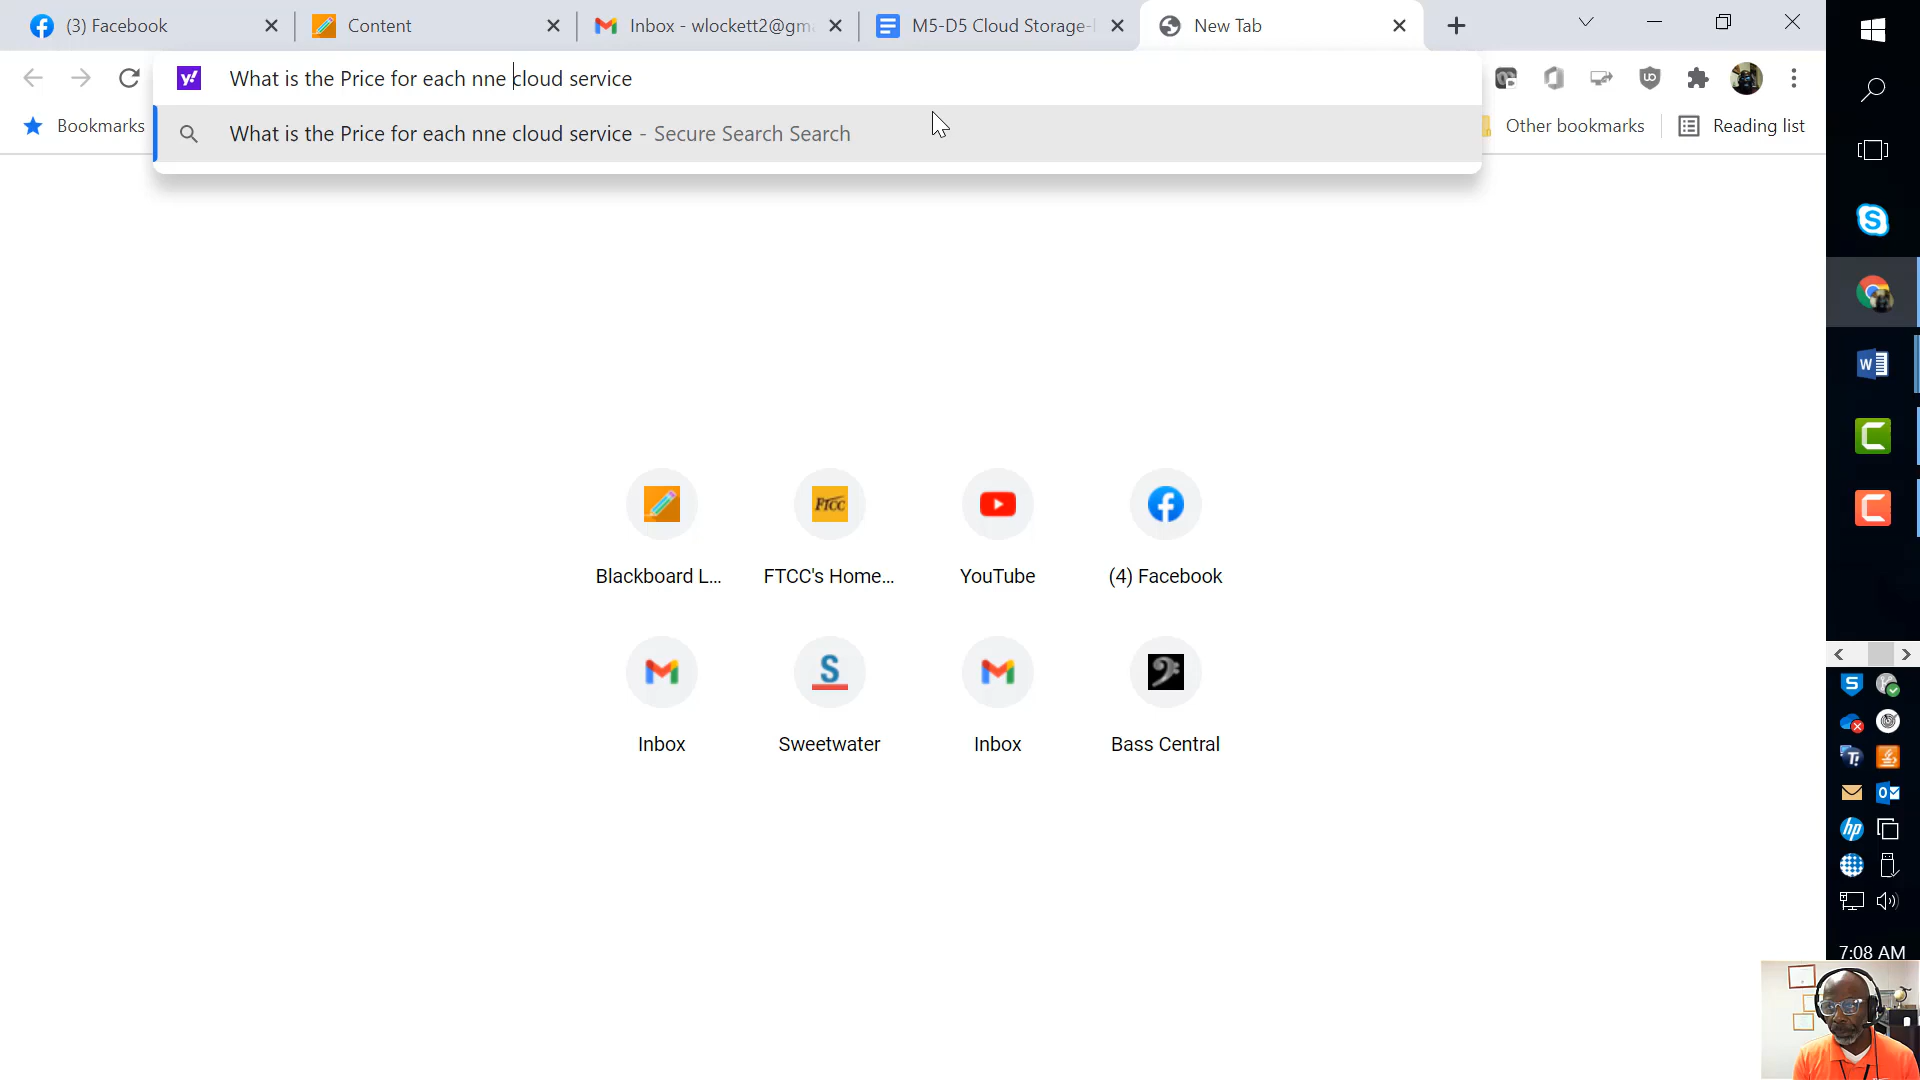 (3) Facebook
Content
Inbox - wlockett2@gm
M5-D5 Cloud Storage-
New Tab
What is the Price for each nne cloud service
What is the Price for each nne cloud service - Secure Search Search
Bookmarks
Other bookmarks
Reading list
Blackboard L...
FTCC's Home...
YouTube
(4) Facebook
Inbox
Sweetwater
Inbox
Bass Central
7:08 AM